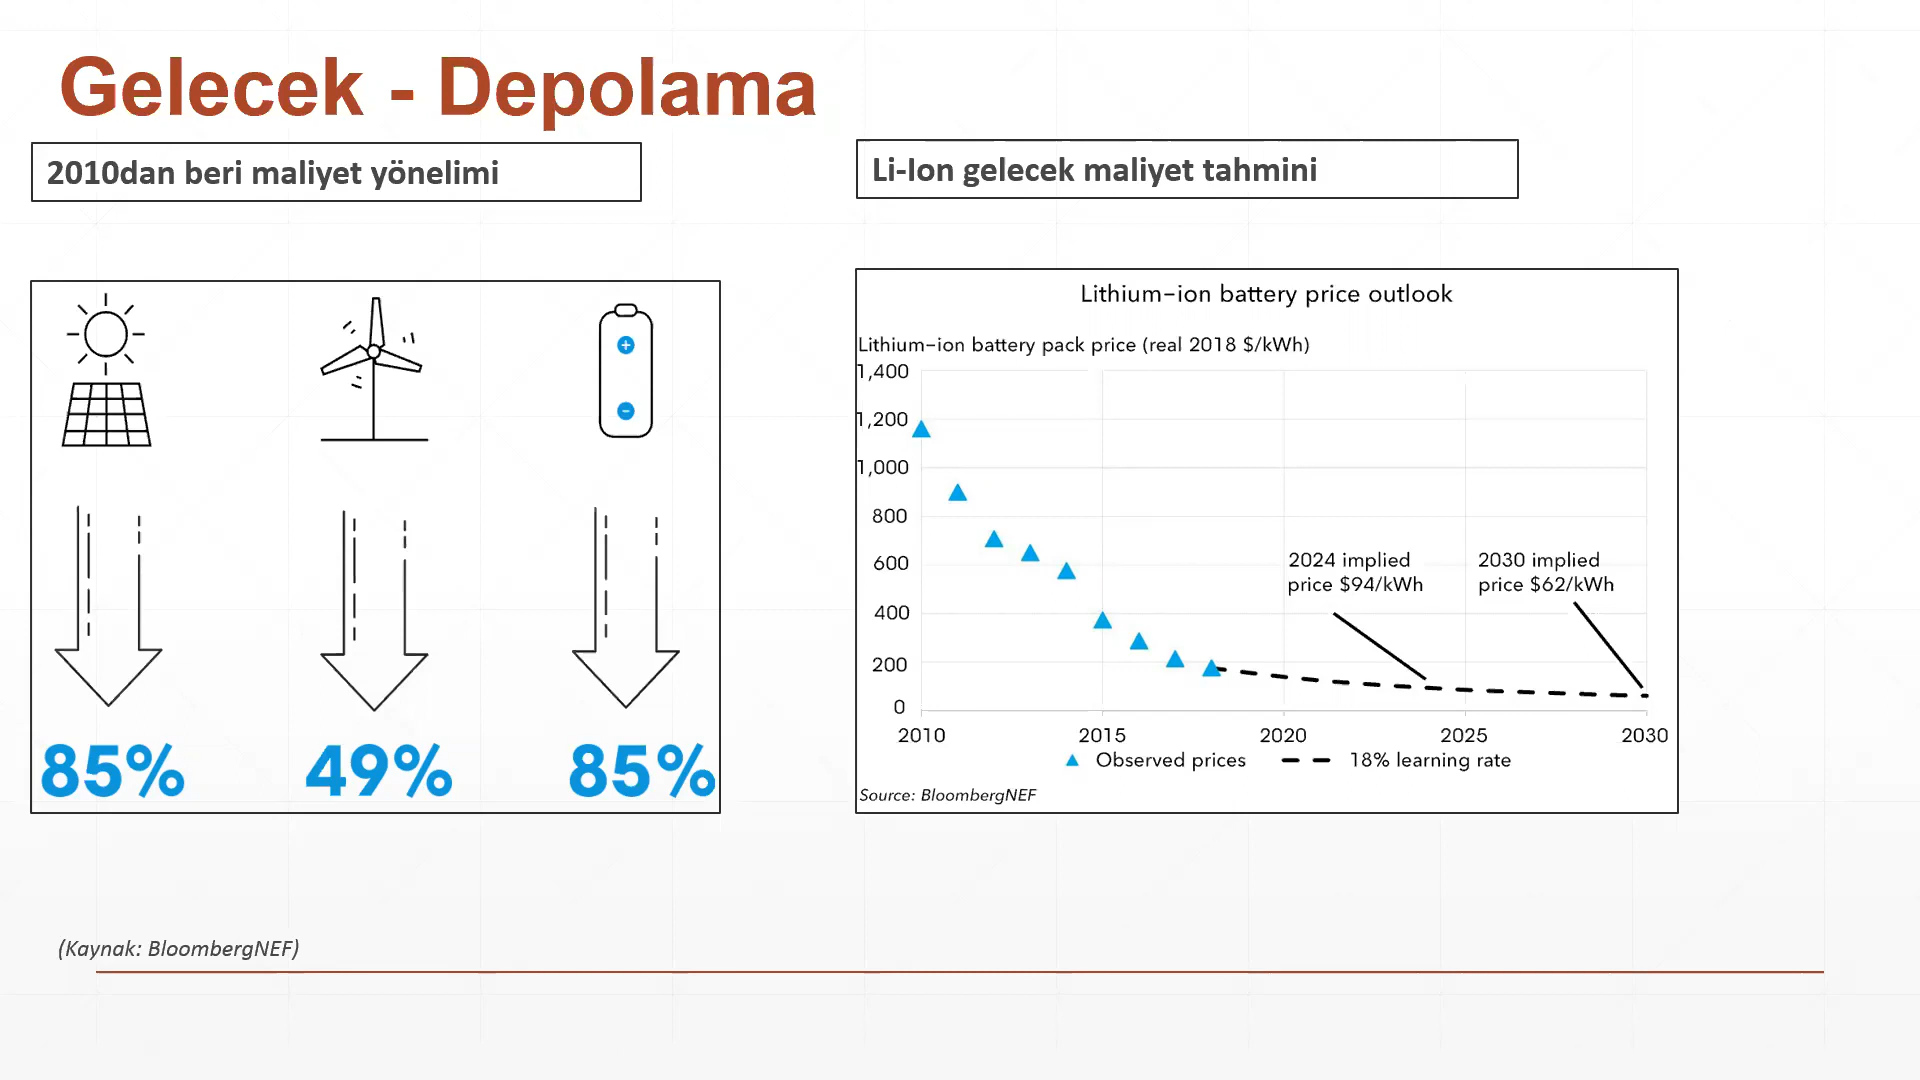 Gelecek - Depolama
2010dan beri maliyet yönelimi
Li-Ion gelecek maliyet tahmini
85%
49%
85%
Lithium-ion battery price outlook
Lithium-ion battery pack price (real 2018 $/kWh)
1,400
1,200
1,000
800
600
400
200
0
2024 implied
price $94/kWh
2030 implied
price $62/kWh
2010
2015
2020
2025
2030
Observed prices
18% learning rate
Source: BloombergNEF
(Kaynak: BloombergNEF)